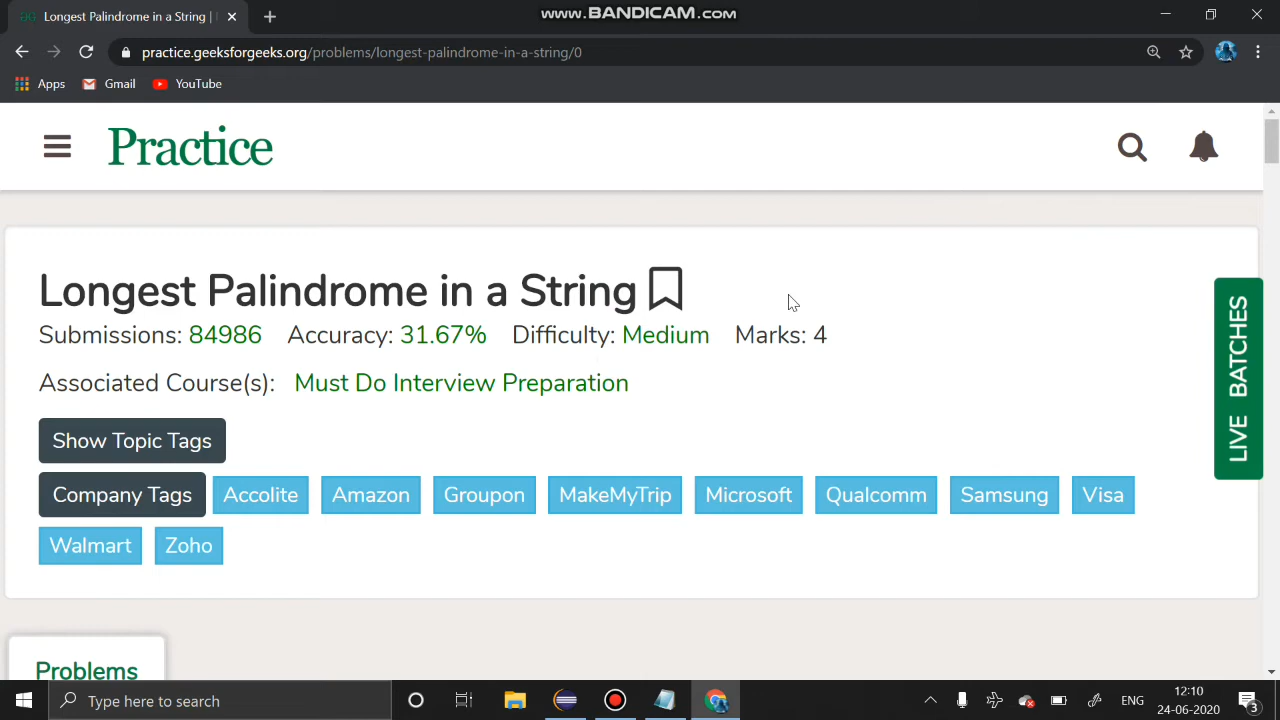 Longest Palindrome in a String |
www.BANDICAM.com
practice.geeksforgeeks.org/problems/longest-palindrome-in-a-string/0
Apps Gmail YouTube
Practice
Longest Palindrome in a String
Submissions: 84986 Accuracy: 31.67% Difficulty: Medium Marks: 4
Associated Course(s): Must Do Interview Preparation
Show Topic Tags
Company Tags Accolite Amazon Groupon MakeMyTrip Microsoft Qualcomm Samsung Visa
Walmart Zoho
LIVE BATCHES
Problems
Type here to search
ENG
12:10
24-06-2020
3